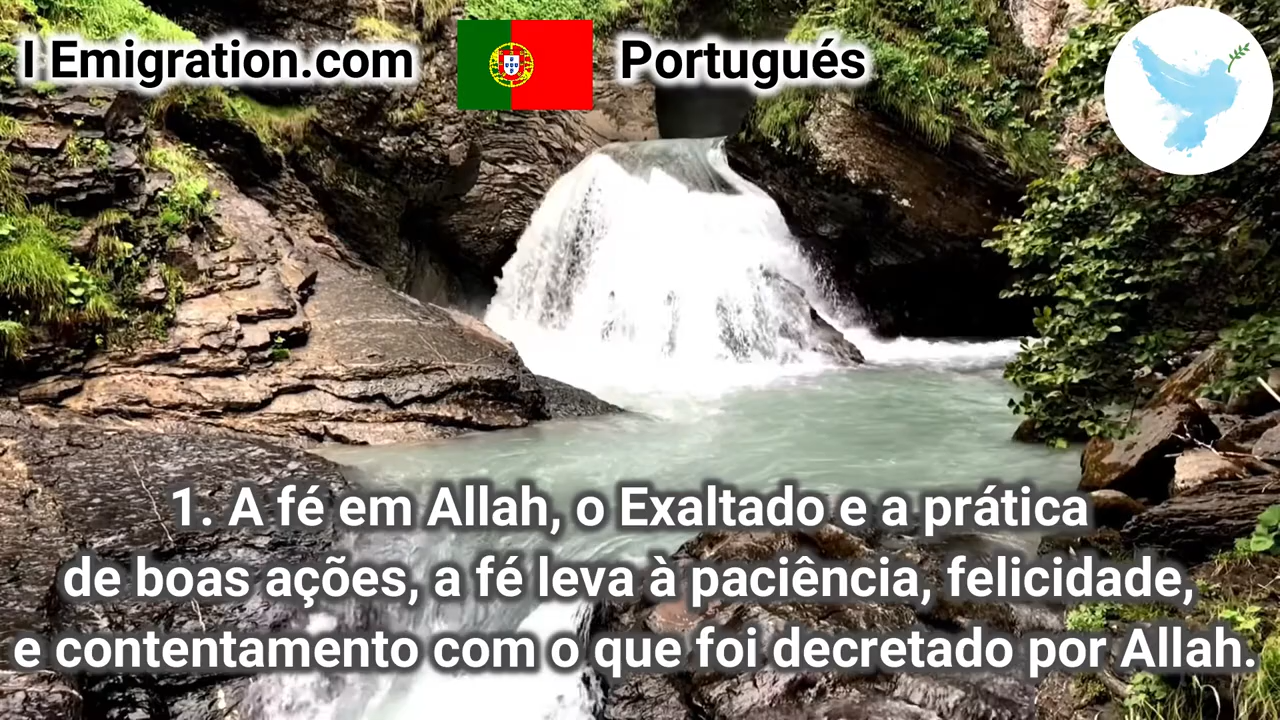 I Emigration.com
Portugués
1. A fé em Allah, o Exaltado e a prática
de boas ações, a fé leva à paciência, felicidade,
e contentamento com o que foi decretado por Allah.